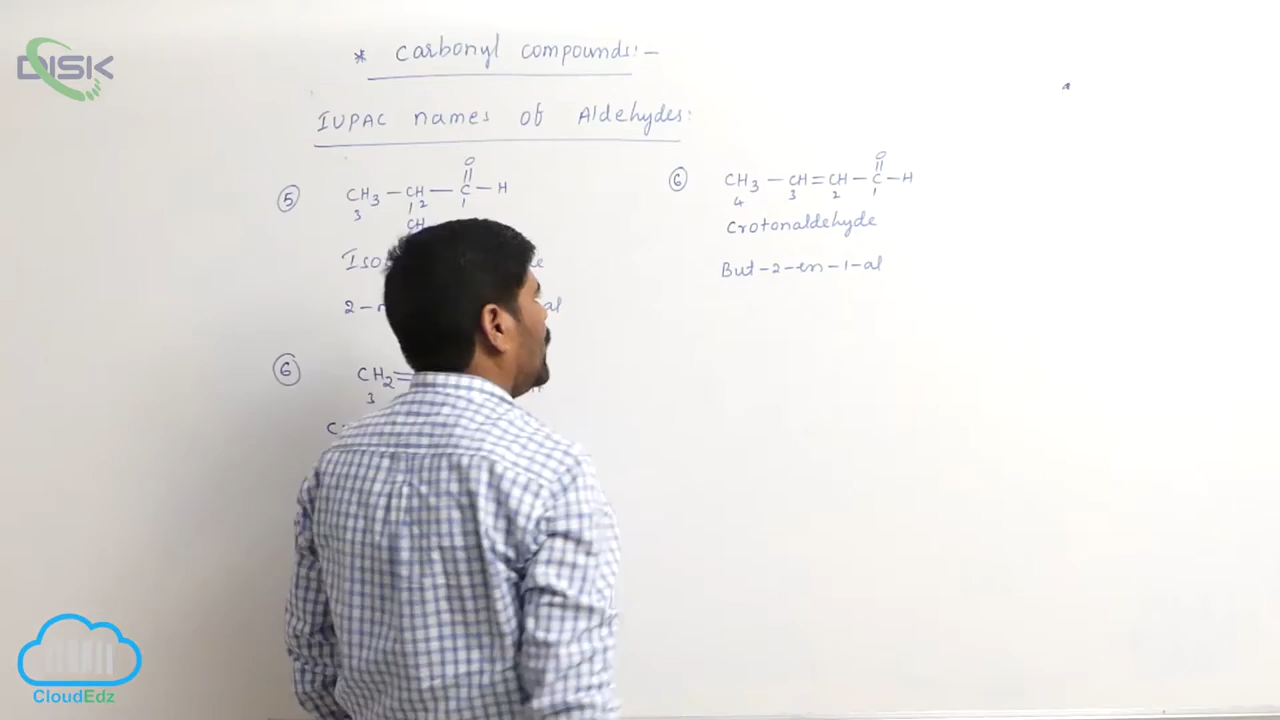 DISK
* Carbonyl compounds:-
IUPAC names of Aldehydes:
5
O
CH3 - CH - C - H
3 2 1
CH
2-
al
6
CH2=
3
6
O
CH3 - CH = CH - C - H
4 3 2 1
Crotonaldehyde
But-2-en-1-al
CloudEdz